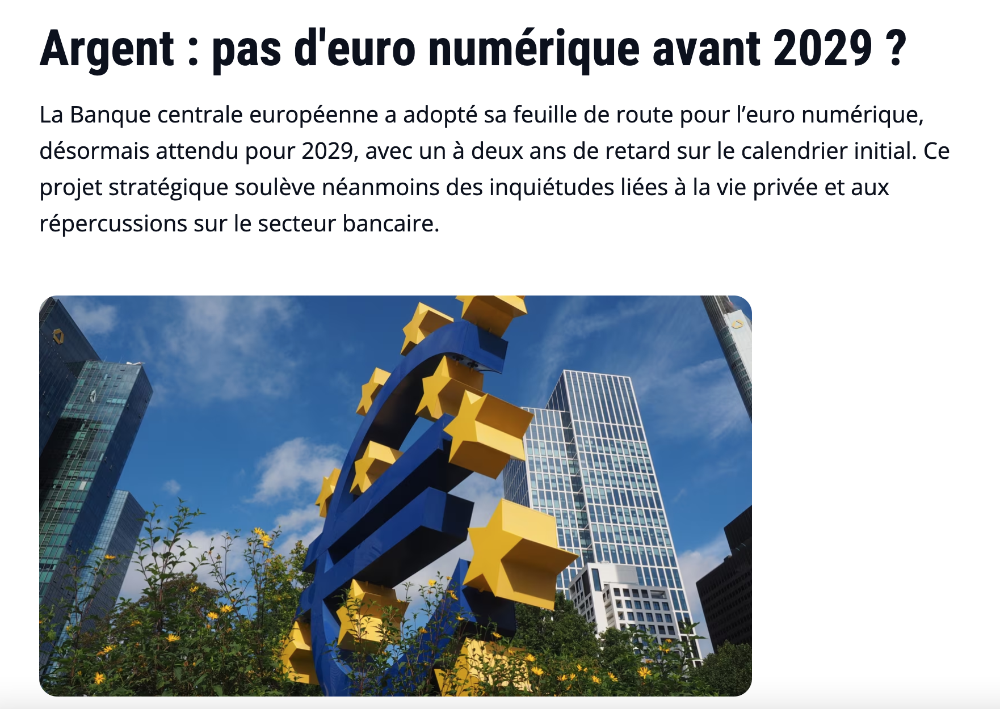 Argent : pas d'euro numérique avant 2029 ?
La Banque centrale européenne a adopté sa feuille de route pour l’euro numérique,
désormais attendu pour 2029, avec un à deux ans de retard sur le calendrier initial. Ce
projet stratégique soulève néanmoins des inquiétudes liées à la vie privée et aux
répercussions sur le secteur bancaire.